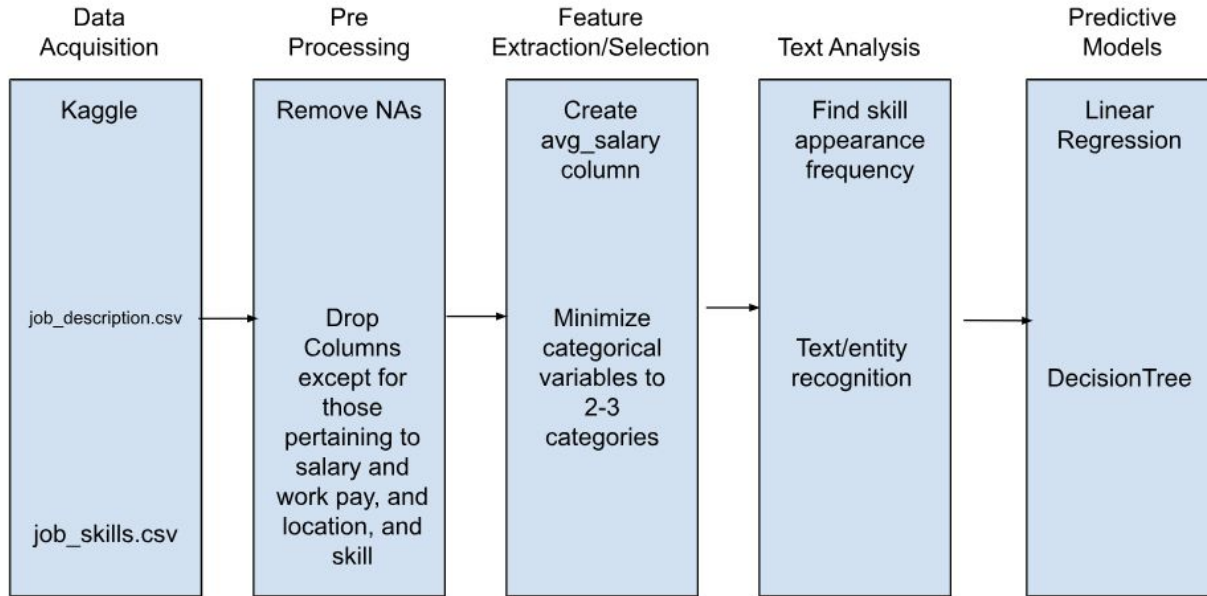 Data
Acquisition
Pre
Processing
Feature
Extraction/Selection
Text Analysis
Predictive
Models
Kaggle
job_description.csv
job_skills.csv
Remove NAs
Drop
Columns
except for
those
pertaining to
salary and
work pay, and
location, and
skill
Create
avg_salary
column
Minimize
categorical
variables to
2-3
categories
Find skill
appearance
frequency
Text/entity
recognition
Linear
Regression
DecisionTree